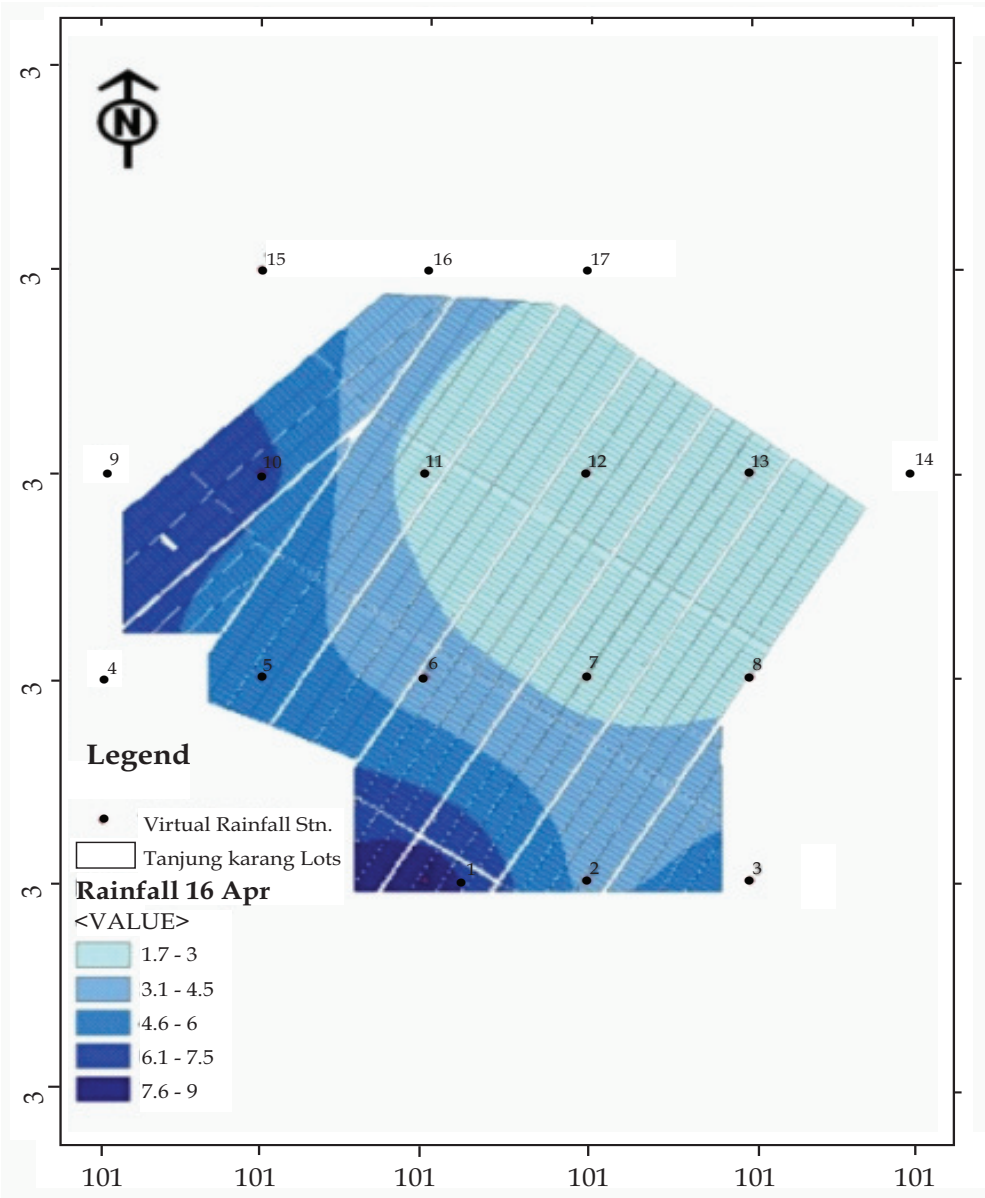 3
N
15 16 17
3
9 10 11 12 13 14
3
4 5 6 7 8
3
Legend
Virtual Rainfall Stn.
Tanjung karang Lots
1 2 3
3
Rainfall 16 Apr
<VALUE>
1.7 - 3
3.1 - 4.5
4.6 - 6
6.1 - 7.5
7.6 - 9
3
101 101 101 101 101 101